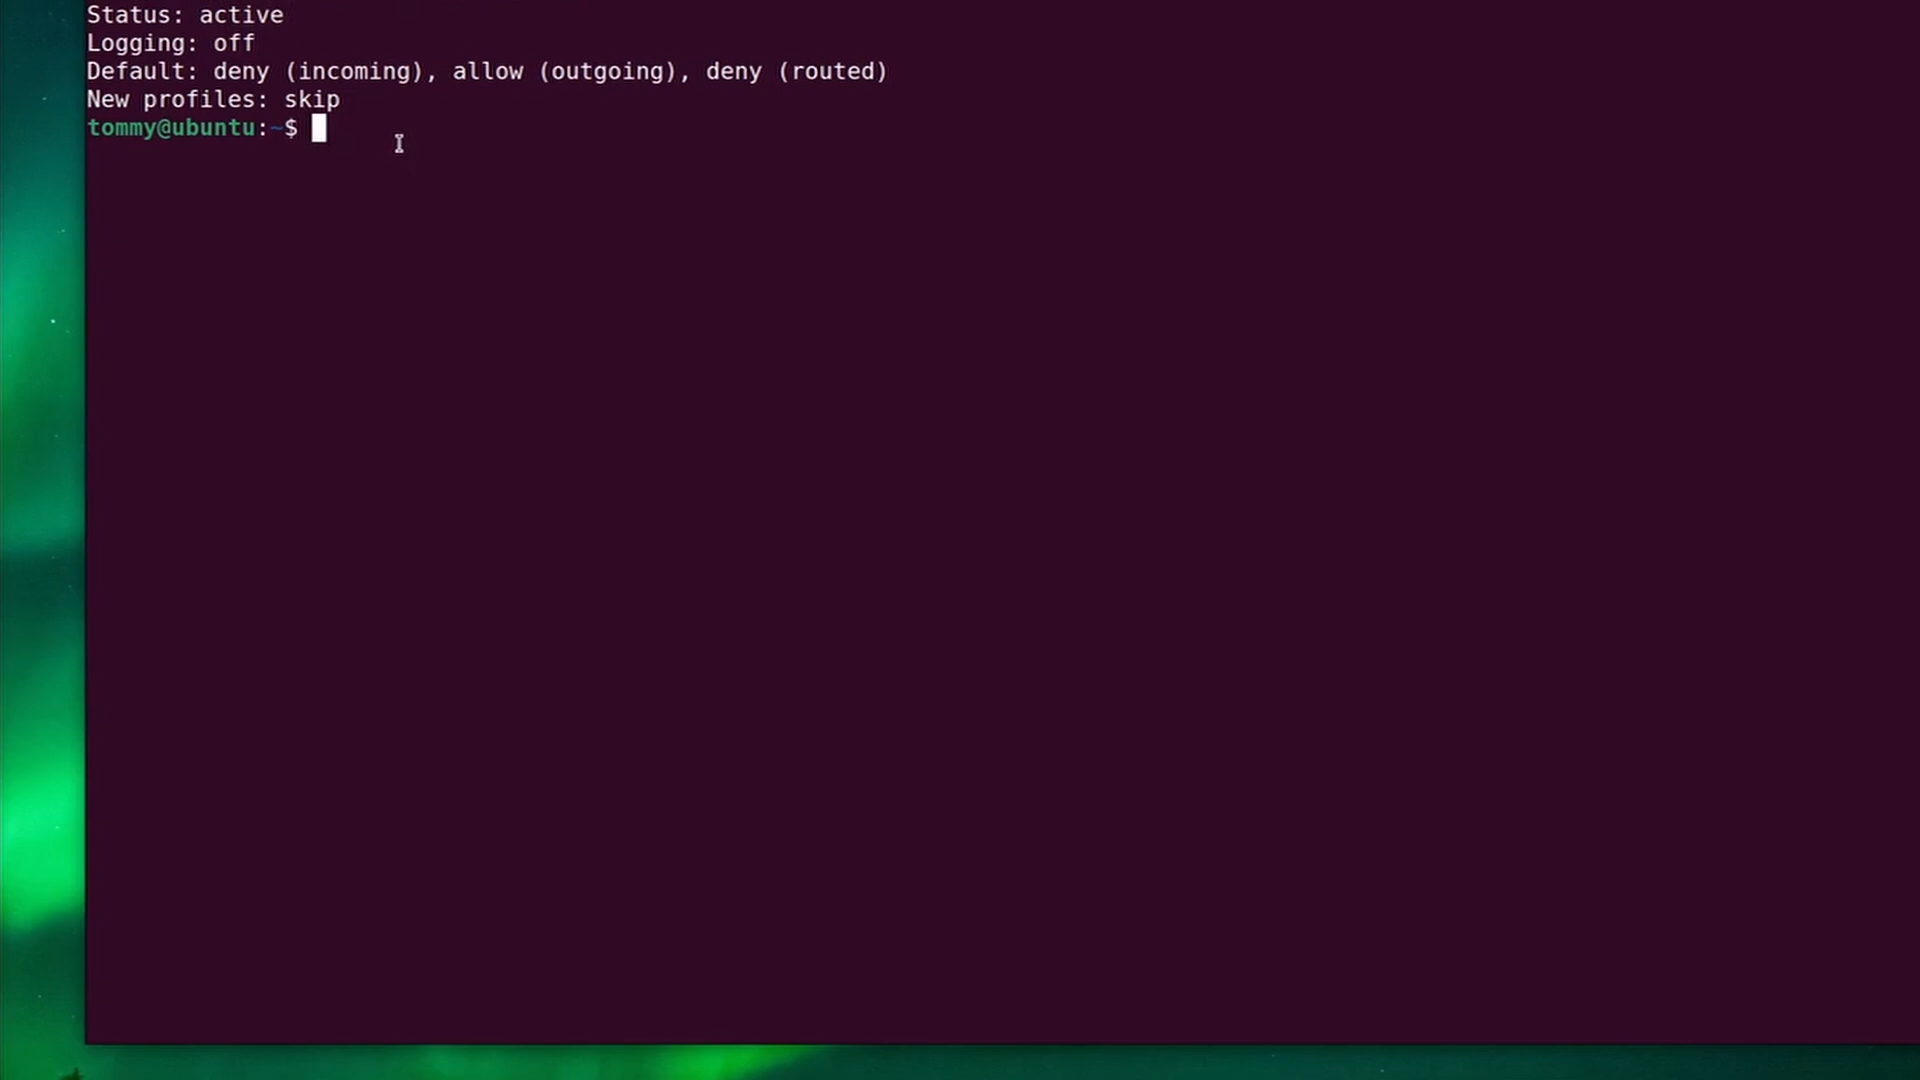 Status: active
Logging: off
Default: deny (incoming), allow (outgoing), deny (routed)
New profiles: skip
tommy@ubuntu:~$